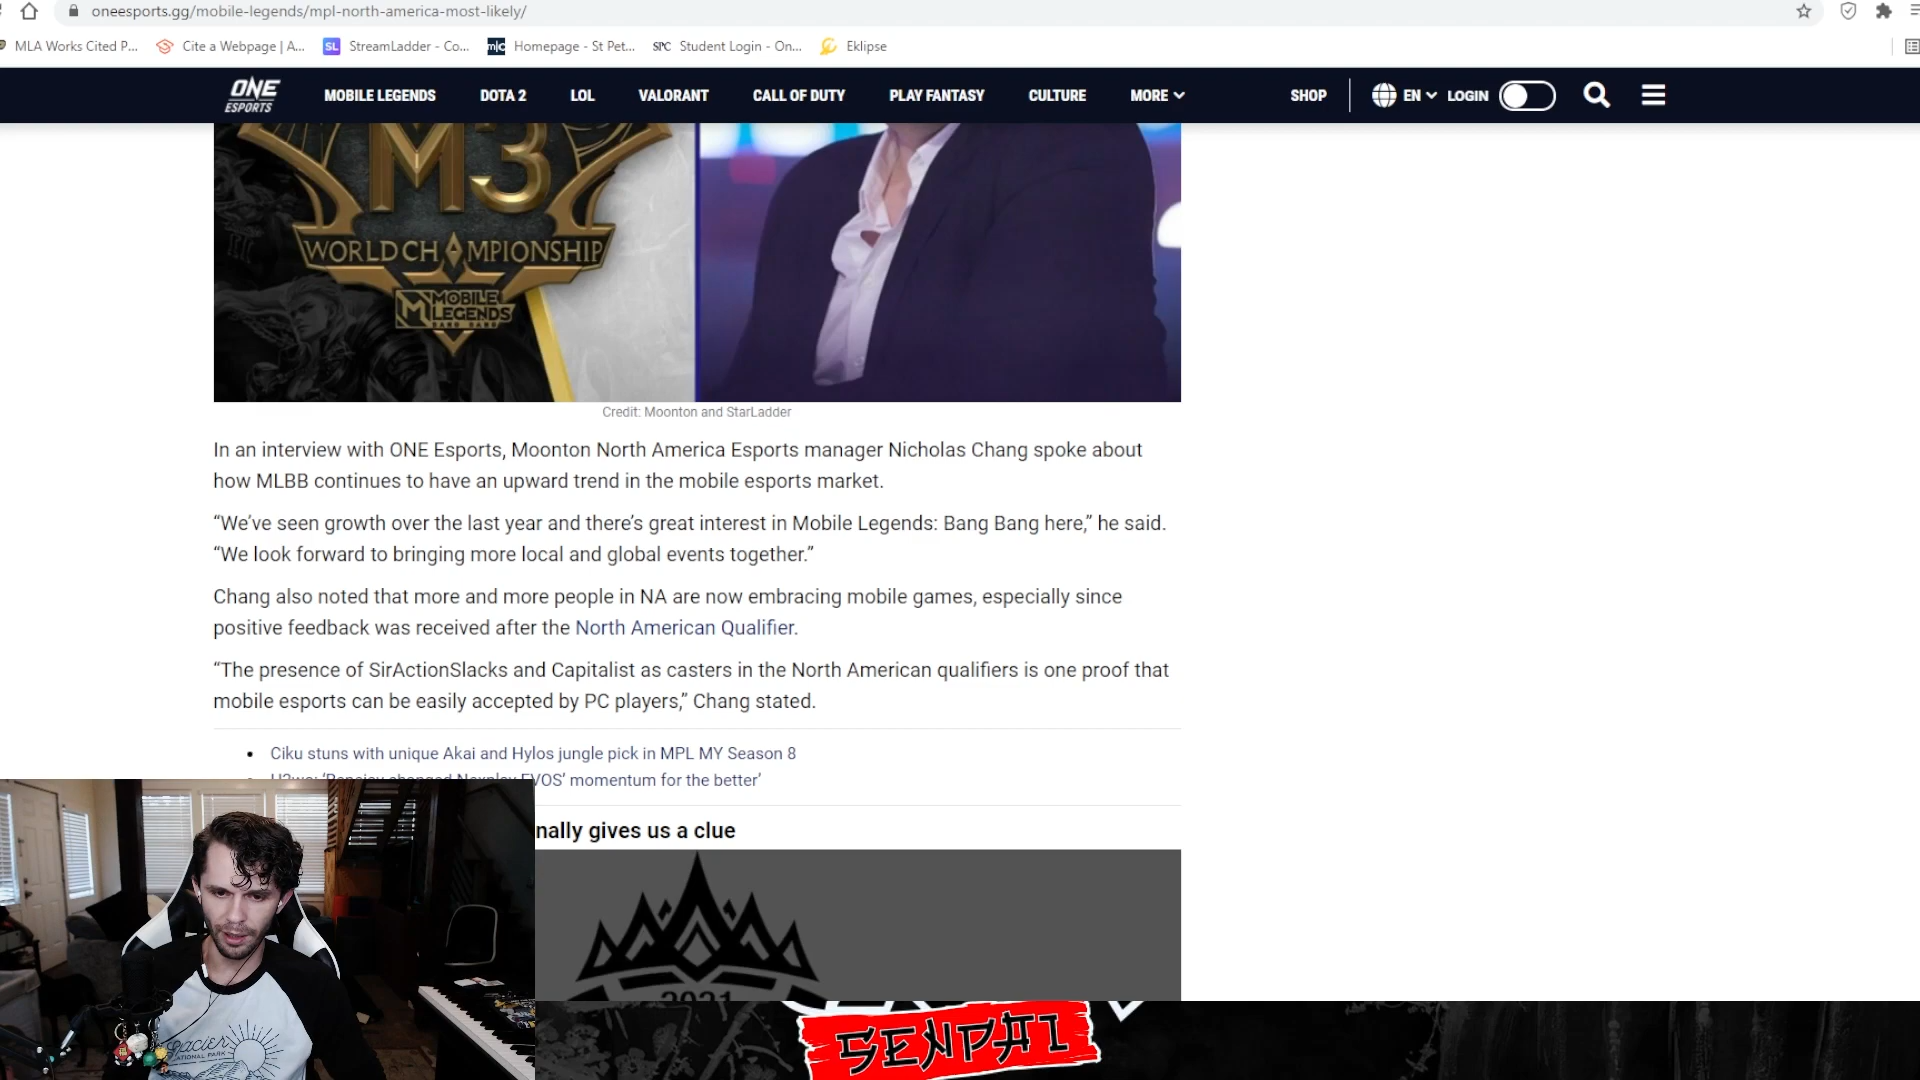 oneesports.gg/mobile-legends/mpl-north-america-most-likely/
MLA Works Cited P... Cite a Webpage | A... SL StreamLadder - Co... m|c Homepage - St Pet... SPC Student Login - On... Eklipse
ONE ESPORTS MOBILE LEGENDS DOTA 2 LOL VALORANT CALL OF DUTY PLAY FANTASY CULTURE MORE SHOP EN LOGIN
M3
WORLD CHAMPIONSHIP
MOBILE
LEGENDS
BANG BANG
Credit: Moonton and StarLadder
In an interview with ONE Esports, Moonton North America Esports manager Nicholas Chang spoke about
how MLBB continues to have an upward trend in the mobile esports market.
“We’ve seen growth over the last year and there’s great interest in Mobile Legends: Bang Bang here,” he said.
“We look forward to bringing more local and global events together.”
Chang also noted that more and more people in NA are now embracing mobile games, especially since
positive feedback was received after the North American Qualifier.
“The presence of SirActionSlacks and Capitalist as casters in the North American qualifiers is one proof that
mobile esports can be easily accepted by PC players,” Chang stated.
Ciku stuns with unique Akai and Hylos jungle pick in MPL MY Season 8
EVOS’ momentum for the better’
nally gives us a clue
2021
SENPAI
glacier
NATIONAL PARK